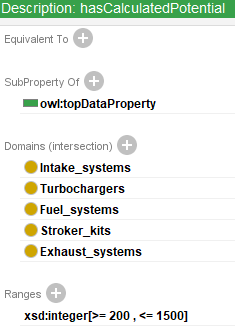 Description: hasCalculatedPotential
Equivalent To
SubProperty Of
owl:topDataProperty
Domains (intersection)
Intake_systems
Turbochargers
Fuel_systems
Stroker_kits
Exhaust_systems
Ranges
xsd:integer[>= 200 , <= 1500]